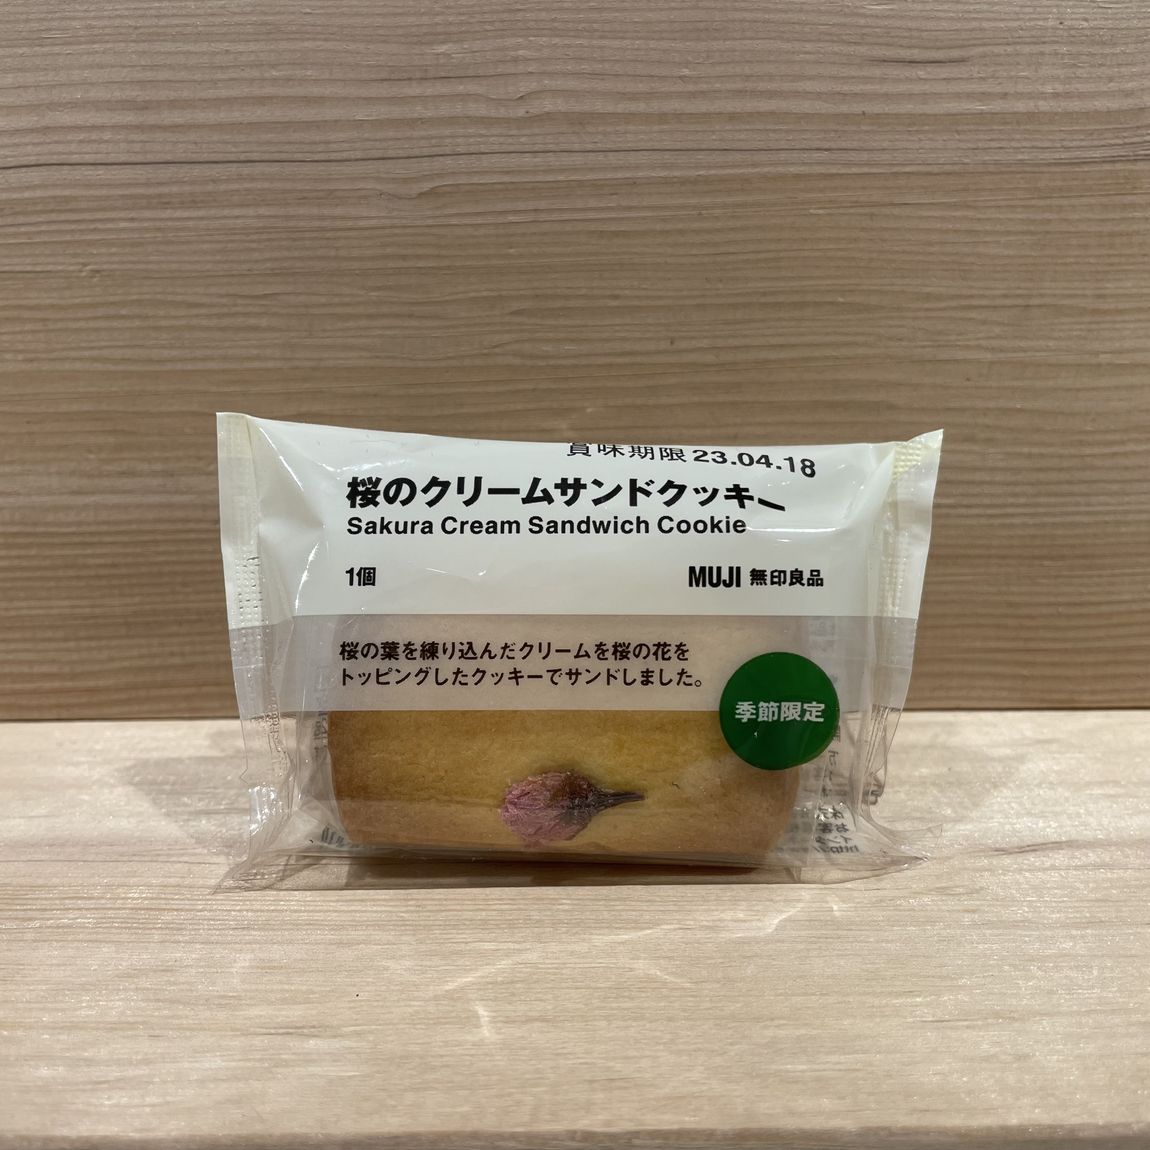 賞味期限 23.04.18
桜のクリームサンドクッキー
Sakura Cream Sandwich Cookie
1個
MUJI 無印良品
桜の葉を練り込んだクリームを桜の花を
トッピングしたクッキーでサンドしました。
季節限定
http:/